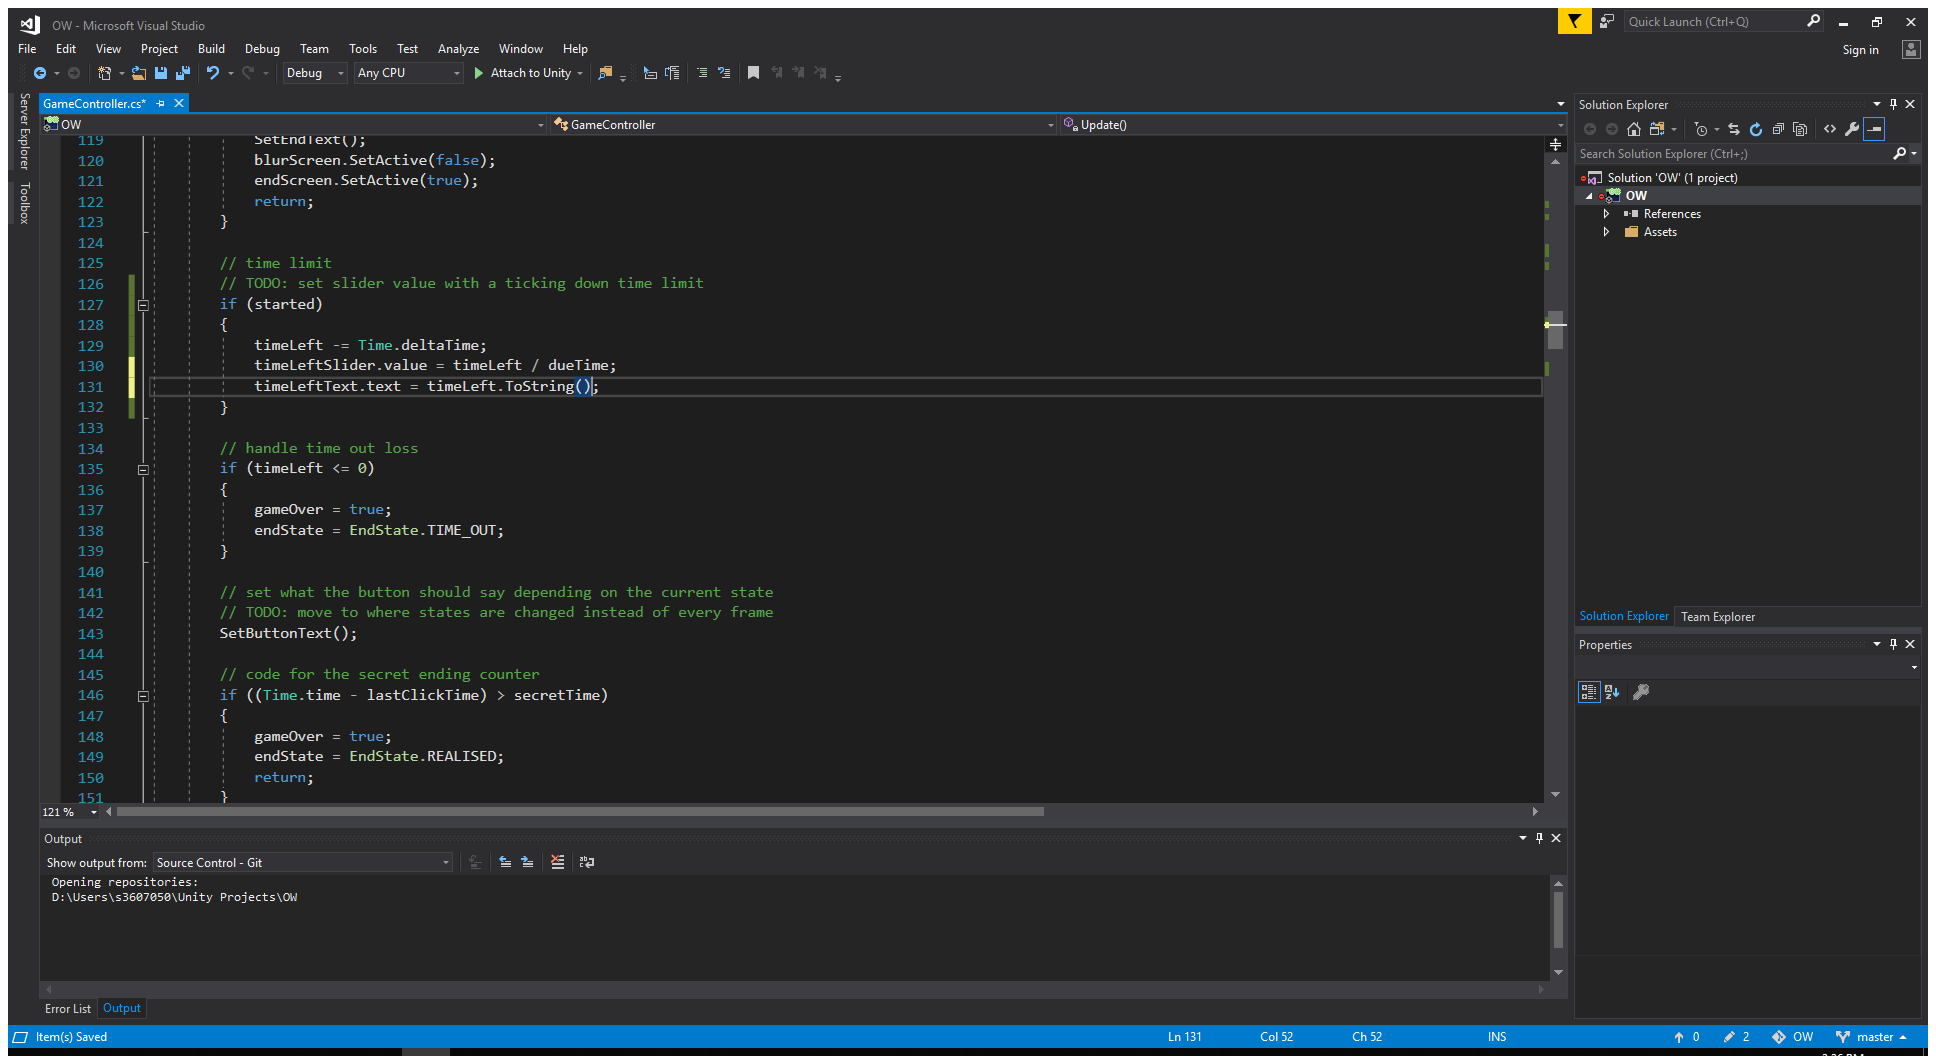 OW - Microsoft Visual Studio
Quick Launch (Ctrl+Q)
File Edit View Project Build Debug Team Tools Test Analyze Window Help
Sign in
Debug Any CPU Attach to Unity
Server Explorer
Toolbox
GameController.cs*
OW GameController Update()
119 SetEndText();
120 blurScreen.SetActive(false);
121 endScreen.SetActive(true);
122 return;
123 }
124
125 // time limit
126 // TODO: set slider value with a ticking down time limit
127 if (started)
128 {
129 timeLeft -= Time.deltaTime;
130 timeLeftSlider.value = timeLeft / dueTime;
131 timeLeftText.text = timeLeft.ToString();
132 }
133
134 // handle time out loss
135 if (timeLeft <= 0)
136 {
137 gameOver = true;
138 endState = EndState.TIME_OUT;
139 }
140
141 // set what the button should say depending on the current state
142 // TODO: move to where states are changed instead of every frame
143 SetButtonText();
144
145 // code for the secret ending counter
146 if ((Time.time - lastClickTime) > secretTime)
147 {
148 gameOver = true;
149 endState = EndState.REALISED;
150 return;
151 }
121 %
Output
Show output from: Source Control - Git
Opening repositories:
D:\Users\s3607050\Unity Projects\OW
Error List Output
Solution Explorer
Search Solution Explorer (Ctrl+;)
Solution 'OW' (1 project)
OW
References
Assets
Solution Explorer Team Explorer
Properties
Item(s) Saved Ln 131 Col 52 Ch 52 INS 0 2 OW master